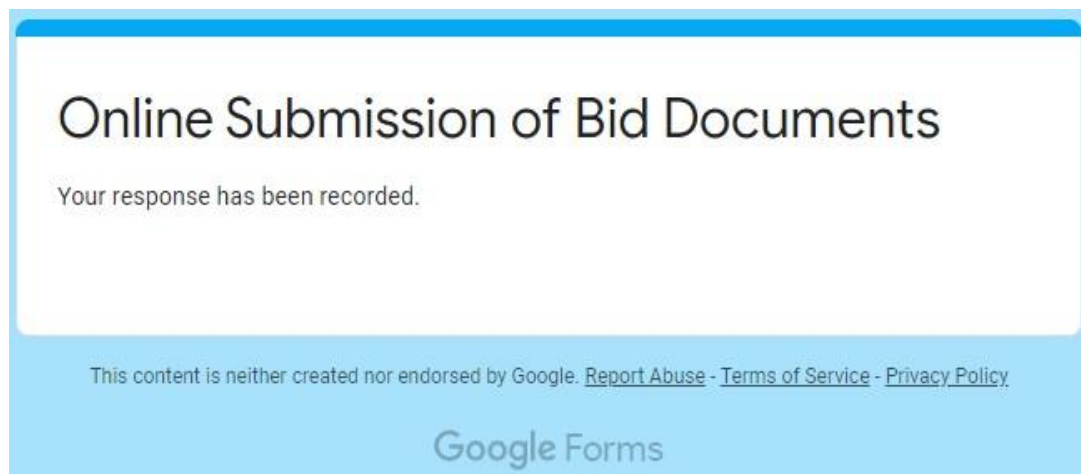 Online Submission of Bid Documents
Your response has been recorded.
This content is neither created nor endorsed by Google. Report Abuse - Terms of Service - Privacy Policy
Google Forms